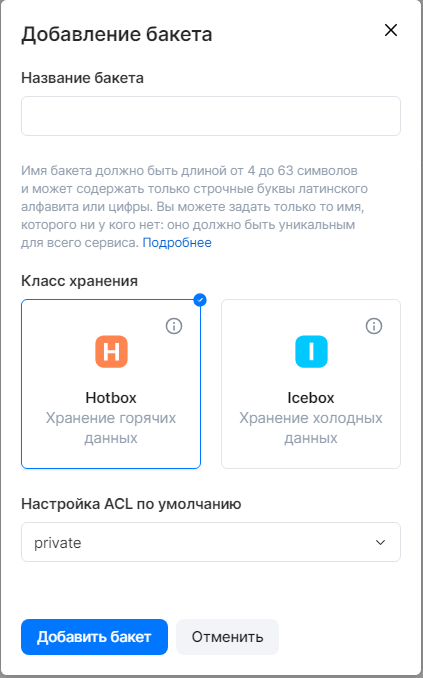 Добавление бакета
Название бакета
Имя бакета должно быть длиной от 4 до 63 символов
и может содержать только строчные буквы латинского
алфавита или цифры. Вы можете задать только то имя,
которого ни у кого нет: оно должно быть уникальным
для всего сервиса. Подробнее
Класс хранения
H
Hotbox
Хранение горячих
данных
I
Icebox
Хранение холодных
данных
Настройка ACL по умолчанию
private
Добавить бакет
Отменить